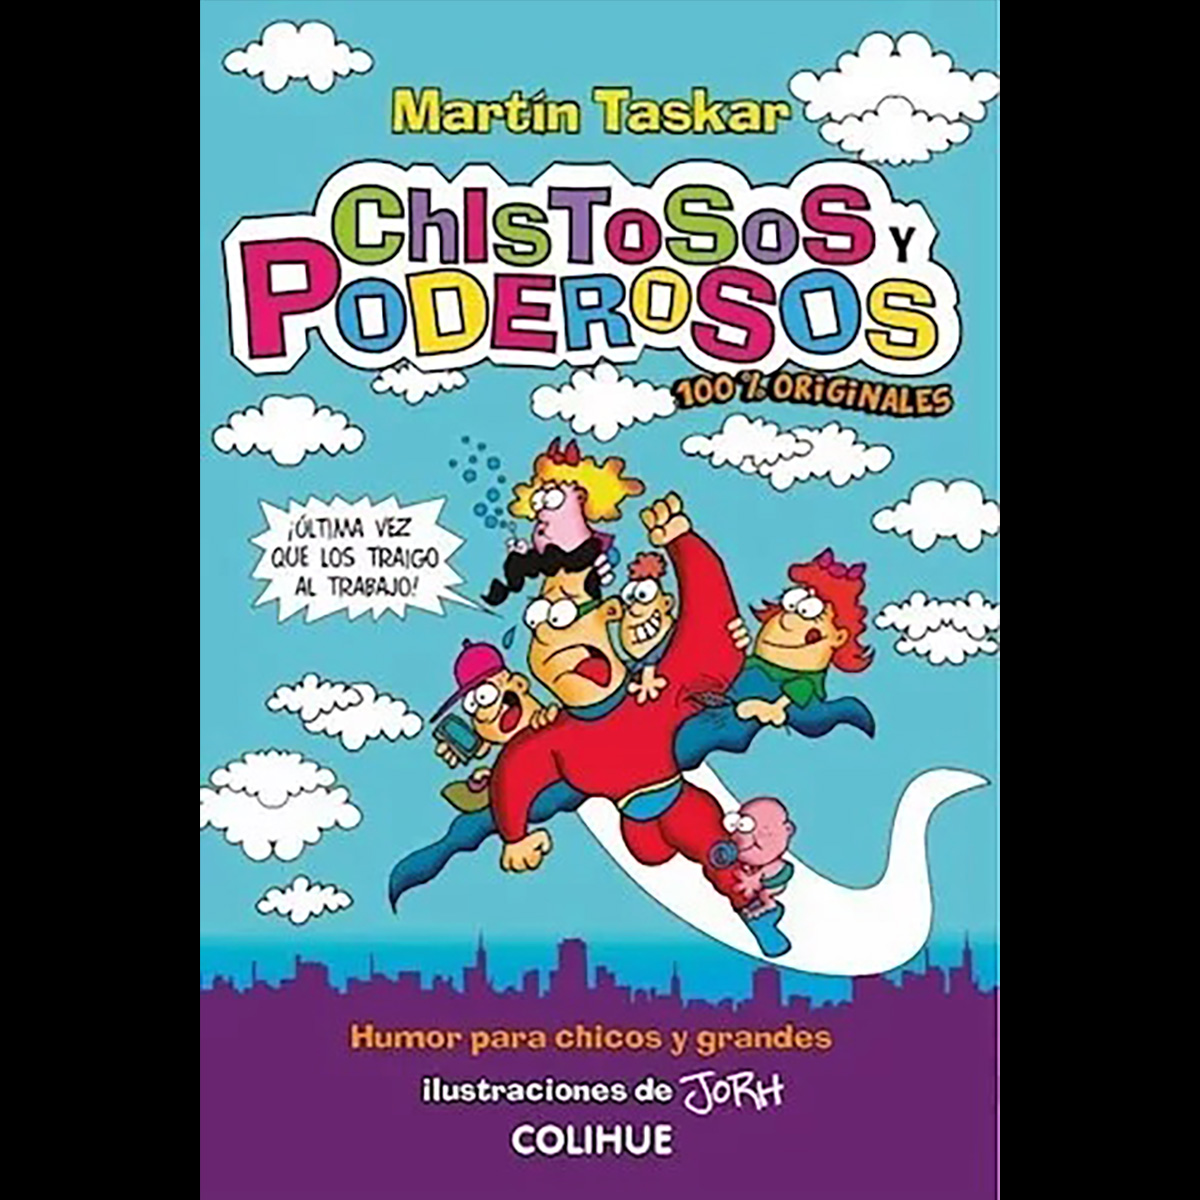 Martín Taskar
CHISTOSOS Y
PODEROSOS
100% ORIGINALES
¡ÚLTIMA VEZ
QUE LOS TRAIGO
AL TRABAJO!
Humor para chicos y grandes
ilustraciones de JORH
COLIHUE